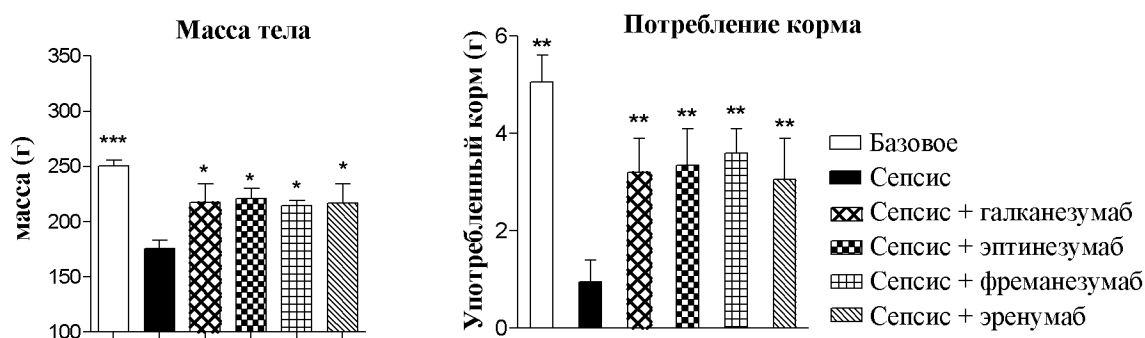 Масса тела
масса (г)
350
300
250
200
150
100
***
*
*
*
*
Потребление корма
Употребленный корм (г)
6
4
2
0
**
**
**
**
**
Базовое
Сепсис
Сепсис + галканезумаб
Сепсис + эптинезумаб
Сепсис + фреманезумаб
Сепсис + эренумаб